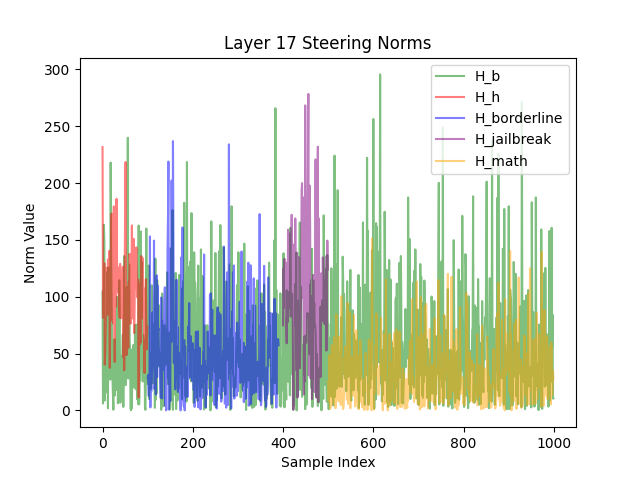 Layer 17 Steering Norms
300
250
200
150
100
50
0
Norm Value
H_b
H_h
H_borderline
H_jailbreak
H_math
0
200
400
600
800
1000
Sample Index